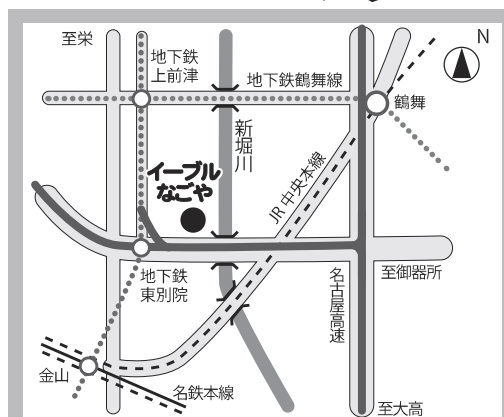 至栄
地下鉄
上前津
地下鉄鶴舞線
N
鶴舞
新堀川
イーブル
なごや
JR中央本線
地下鉄
東別院
名古屋高速
至御器所
金山
名鉄本線
至大高